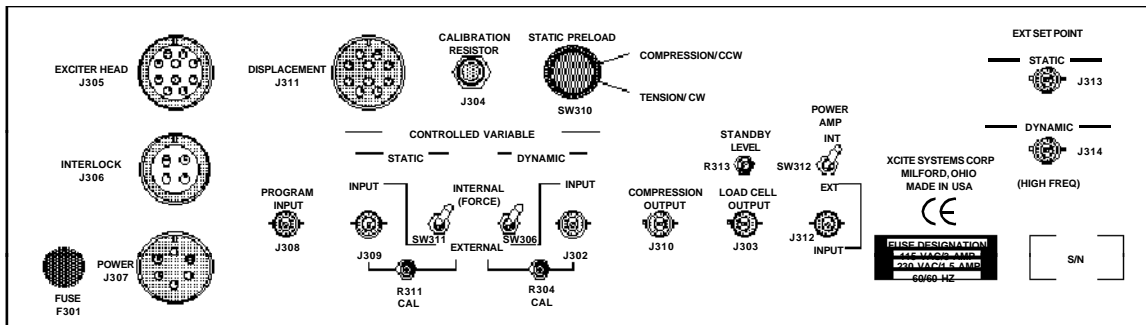 EXCITER HEAD
J305
DISPLACEMENT
J311
CALIBRATION
RESISTOR
J304
STATIC PRELOAD
COMPRESSION/CCW
TENSION/ CW
SW310
EXT SET POINT
STATIC
J313
DYNAMIC
J314
(HIGH FREQ)
INTERLOCK
J306
CONTROLLED VARIABLE
STATIC
DYNAMIC
INPUT
INTERNAL
(FORCE)
INPUT
SW311
SW306
EXTERNAL
J309
J302
R311
CAL
R304
CAL
PROGRAM
INPUT
J308
COMPRESSION
OUTPUT
J310
STANDBY
LEVEL
R313
LOAD CELL
OUTPUT
J303
POWER
AMP
INT
SW312
EXT
J312
INPUT
XCITE SYSTEMS CORP
MILFORD, OHIO
MADE IN USA
CE
FUSE DESIGNATION
115 VAC/3 AMP
230 VAC/1.5 AMP
60/60 HZ
S/N
POWER
J307
FUSE
F301